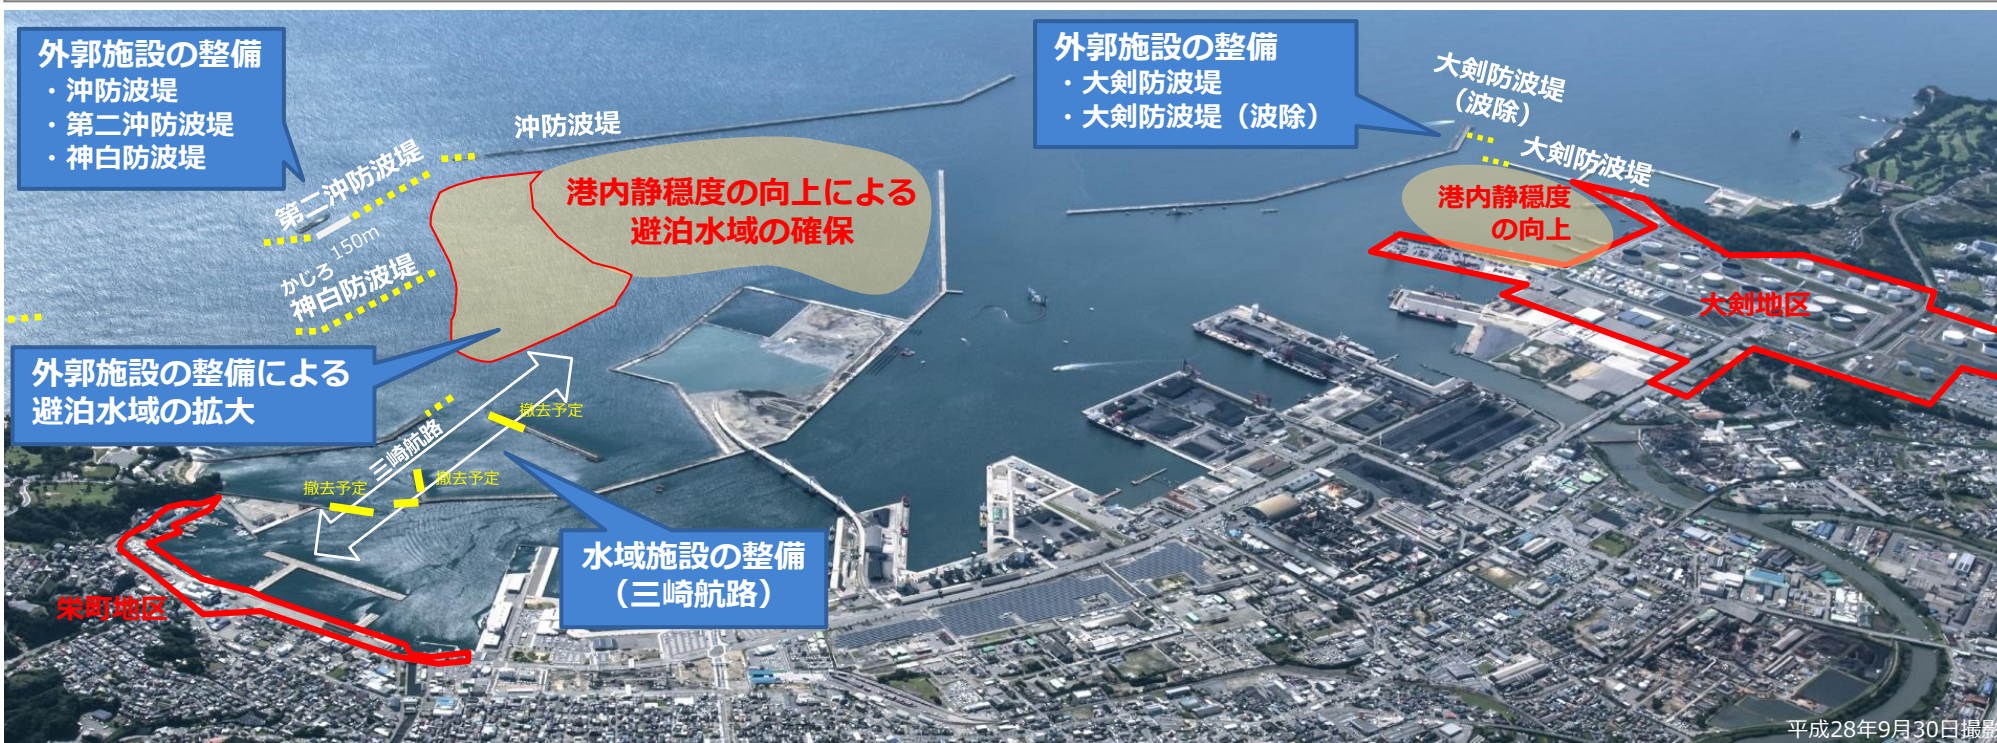 外郭施設の整備
・沖防波堤
・第二沖防波堤
・神白防波堤
沖防波堤
第二沖防波堤
150m
かじろ
神白防波堤
港内静穏度の向上による
避泊水域の確保
外郭施設の整備
・大剣防波堤
・大剣防波堤（波除）
大剣防波堤
（波除）
大剣防波堤
港内静穏度
の向上
大剣地区
外郭施設の整備による
避泊水域の拡大
三崎航路
撤去予定
撤去予定
撤去予定
水域施設の整備
（三崎航路）
栄町地区
平成28年9月30日撮影